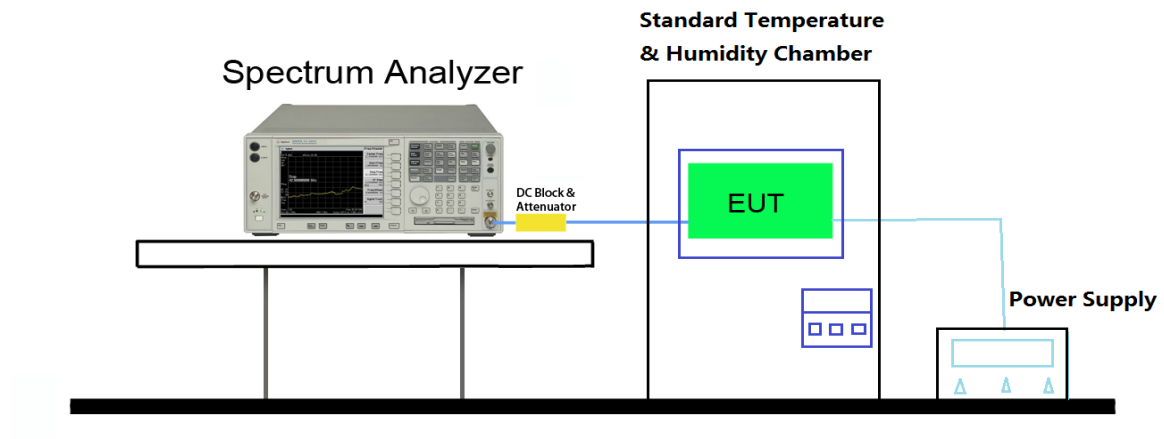 Standard Temperature
& Humidity Chamber
Spectrum Analyzer
DC Block &
Attenuator
EUT
Power Supply